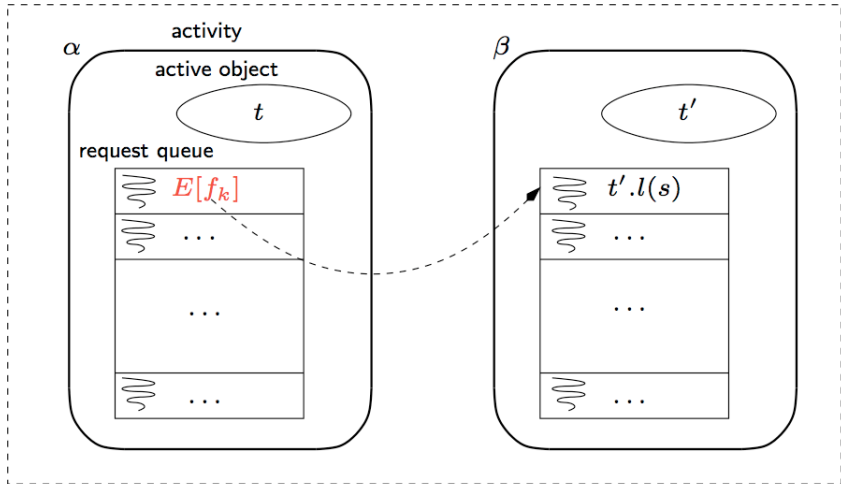 α
activity
active object
t
request queue
E[f_k]
...
...
...
β
t′
t′.l(s)
...
...
...